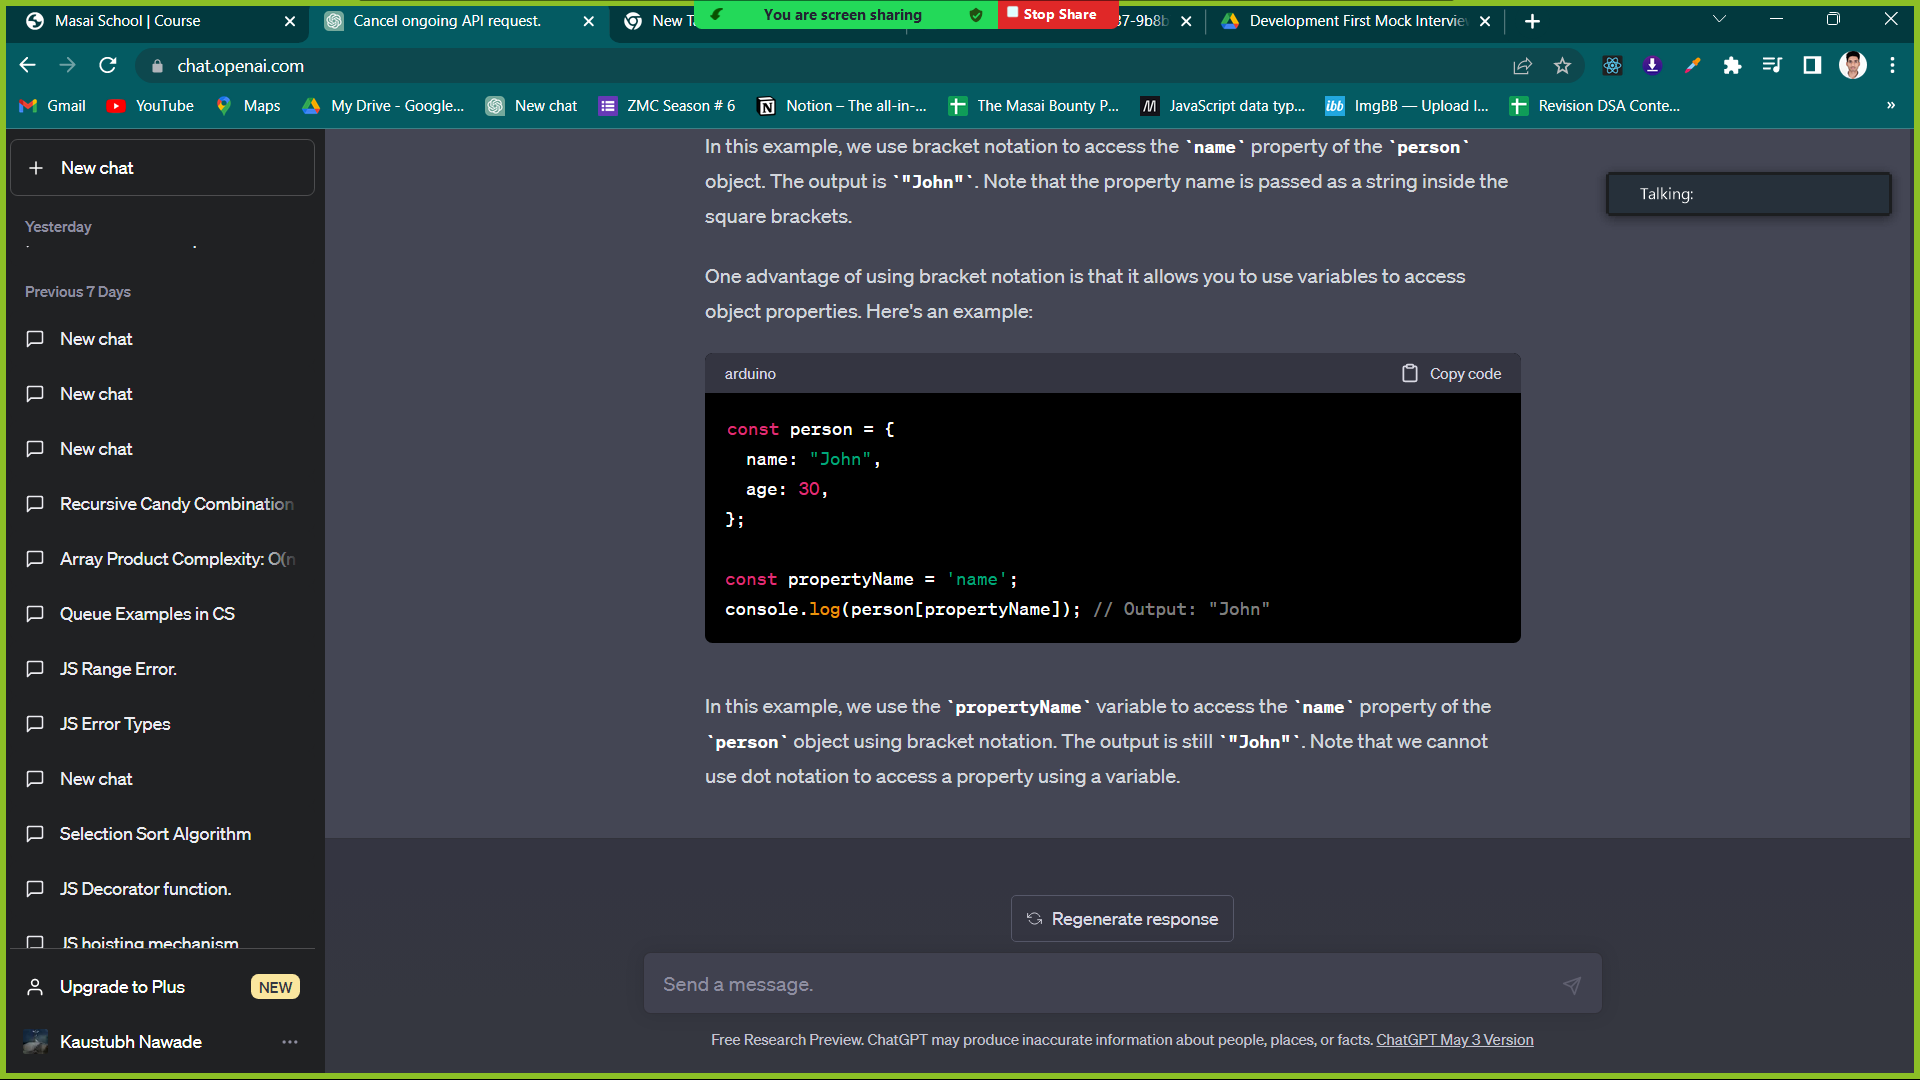 Masai School | Course
Cancel ongoing API request.
New T
You are screen sharing
Stop Share
37-9b8b
Development First Mock Intervie
chat.openai.com
Gmail
YouTube
Maps
My Drive - Google...
New chat
ZMC Season # 6
Notion – The all-in-...
The Masai Bounty P...
JavaScript data typ...
ibb
ImgBB — Upload I...
Revision DSA Conte...
»
New chat
Yesterday
Previous 7 Days
New chat
New chat
New chat
Recursive Candy Combination
Array Product Complexity: O(n
Queue Examples in CS
JS Range Error.
JS Error Types
New chat
Selection Sort Algorithm
JS Decorator function.
JS hoisting mechanism
Upgrade to Plus
NEW
Kaustubh Nawade
In this example, we use bracket notation to access the `name` property of the `person`
object. The output is `"John"`. Note that the property name is passed as a string inside the
square brackets.
One advantage of using bracket notation is that it allows you to use variables to access
object properties. Here's an example:
arduino
Copy code
const person = {
name: "John",
age: 30,
};
const propertyName = 'name';
console.log(person[propertyName]); // Output: "John"
In this example, we use the `propertyName` variable to access the `name` property of the
`person` object using bracket notation. The output is still `"John"`. Note that we cannot
use dot notation to access a property using a variable.
Talking:
Regenerate response
Send a message.
Free Research Preview. ChatGPT may produce inaccurate information about people, places, or facts. ChatGPT May 3 Version